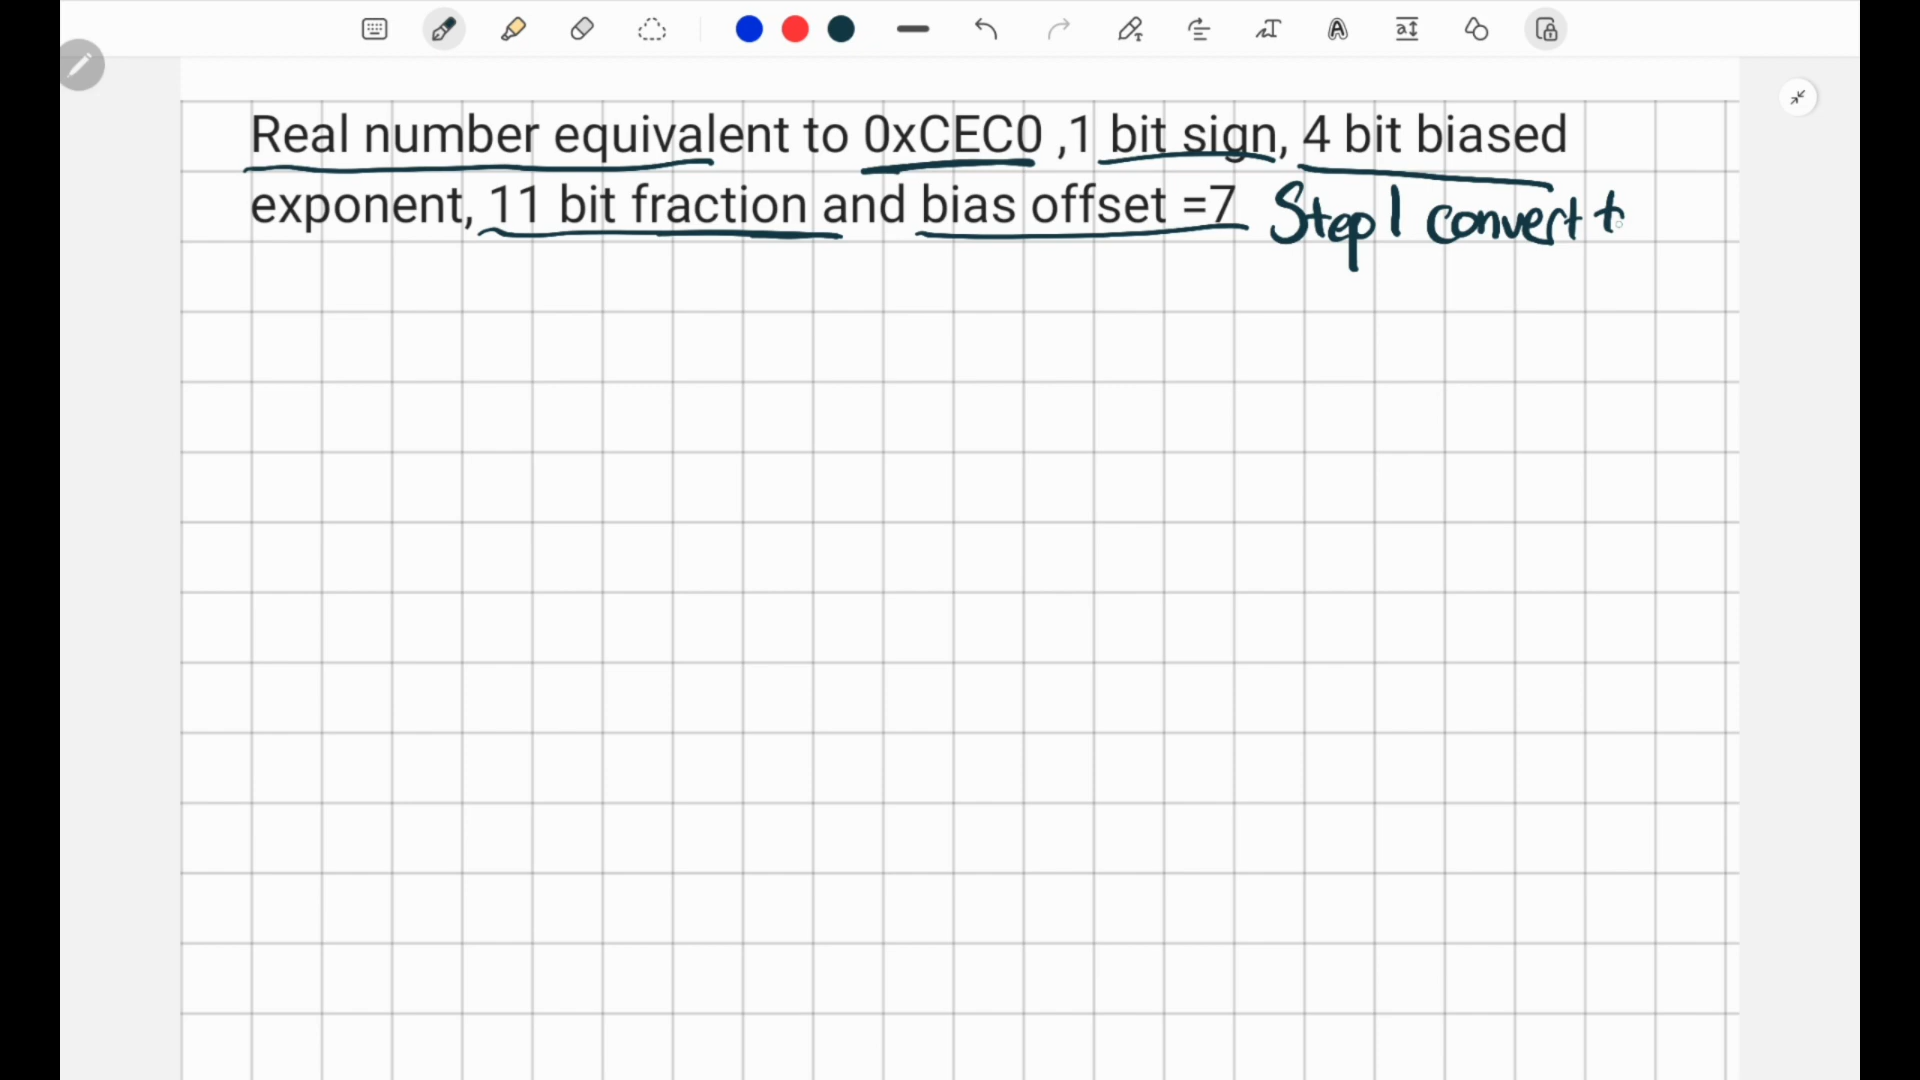 Real number equivalent to 0xCEC0 ,1 bit sign, 4 bit biased
exponent, 11 bit fraction and bias offset =7 Step 1 convert t